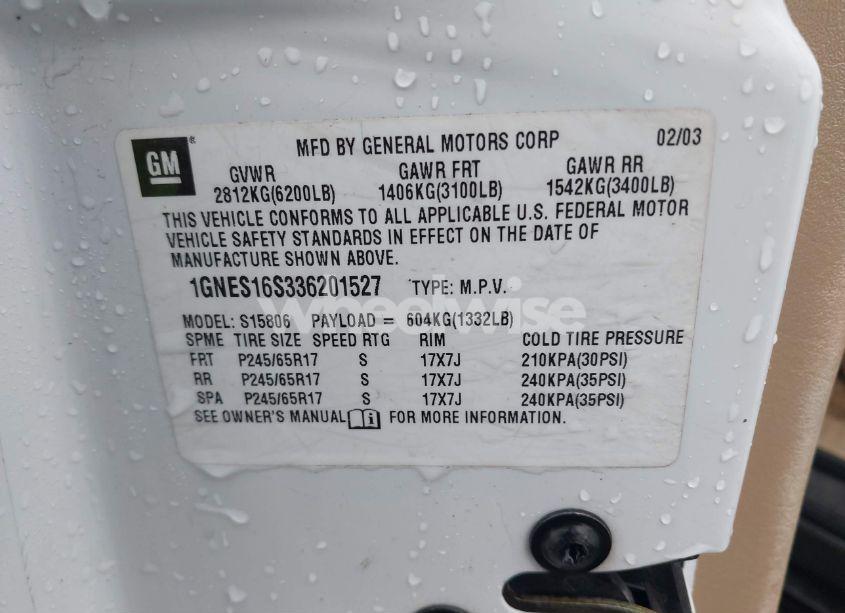 GM ® MFD BY GENERAL MOTORS CORP 02/03
GVWR GAWR FRT GAWR RR
2812KG(6200LB) 1406KG(3100LB) 1542KG(3400LB)
THIS VEHICLE CONFORMS TO ALL APPLICABLE U.S. FEDERAL MOTOR
VEHICLE SAFETY STANDARDS IN EFFECT ON THE DATE OF
MANUFACTURE SHOWN ABOVE.
1GNES16S336201527 TYPE: M.P.V.
wheelwise
MODEL: S15806 PAYLOAD = 604KG(1332LB)
SPME TIRE SIZE SPEED RTG RIM COLD TIRE PRESSURE
FRT P245/65R17 S 17X7J 210KPA(30PSI)
RR P245/65R17 S 17X7J 240KPA(35PSI)
SPA P245/65R17 S 17X7J 240KPA(35PSI)
SEE OWNER'S MANUAL i FOR MORE INFORMATION.